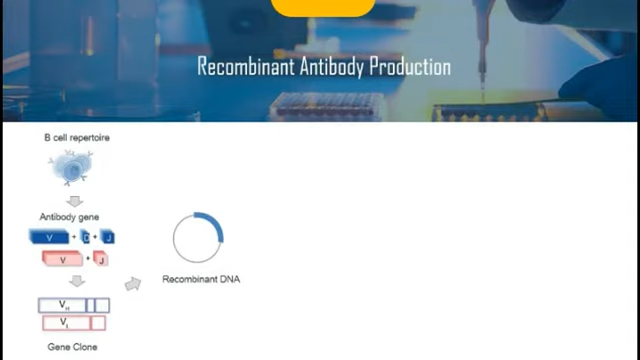 Recombinant Antibody Production
B cell repertoire
Antibody gene
V + D + J
V + J
Recombinant DNA
VH
VL
Gene Clone